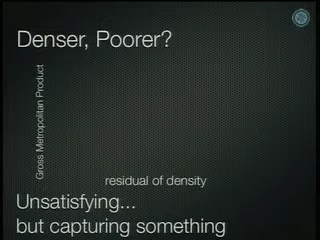 Denser, Poorer?
Gross Metropolitan Product
residual of density
Unsatisfying...
but capturing something